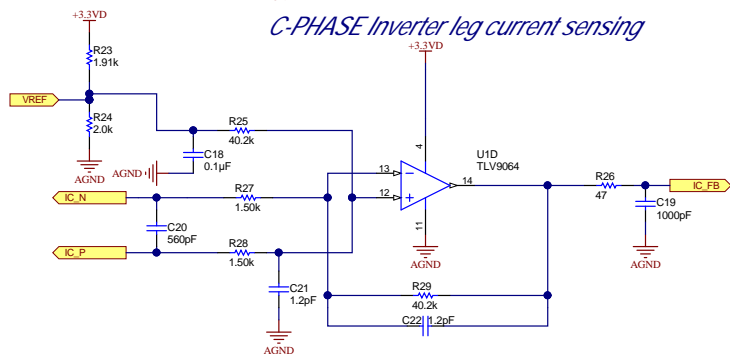 C-PHASE Inverter leg current sensing
+3.3VD
+3.3VD
R23
1.91k
VREF
R24
2.0k
AGND
R25
40.2k
C18
0.1µF
AGND
4
U1D
TLV9064
IC_N
R27
1.50k
13
12
14
11
R26
47
IC_FB
C20
560pF
C19
1000pF
IC_P
R28
1.50k
AGND
AGND
C21
1.2pF
R29
40.2k
C22
1.2pF
AGND